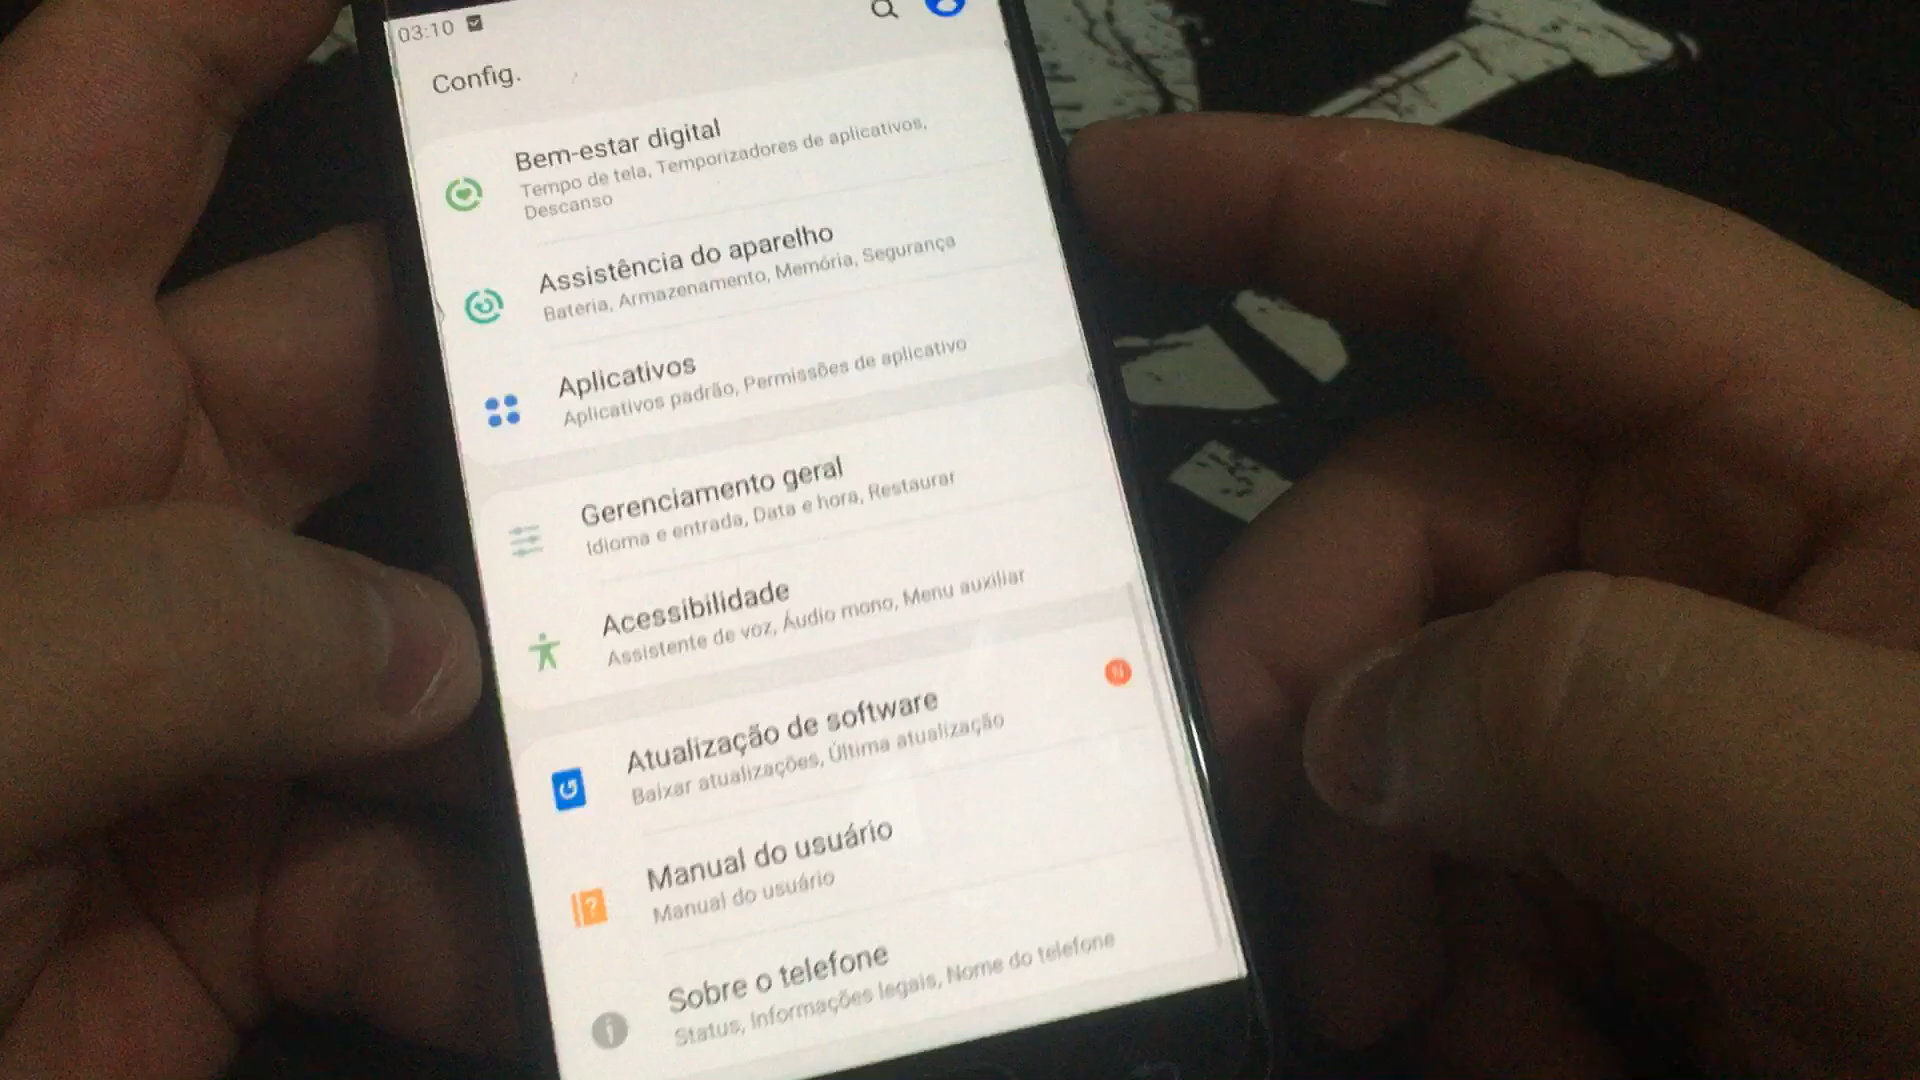 03:10
Config.
Bem-estar digital
Tempo de tela, Temporizadores de aplicativos,
Descanso
Assistência do aparelho
Bateria, Armazenamento, Memória, Segurança
Aplicativos
Aplicativos padrão, Permissões de aplicativo
Gerenciamento geral
Idioma e entrada, Data e hora, Restaurar
Acessibilidade
Assistente de voz, Áudio mono, Menu auxiliar
Atualização de software
N
Baixar atualizações, Última atualização
Manual do usuário
Manual do usuário
Sobre o telefone
Status, Informações legais, Nome do telefone